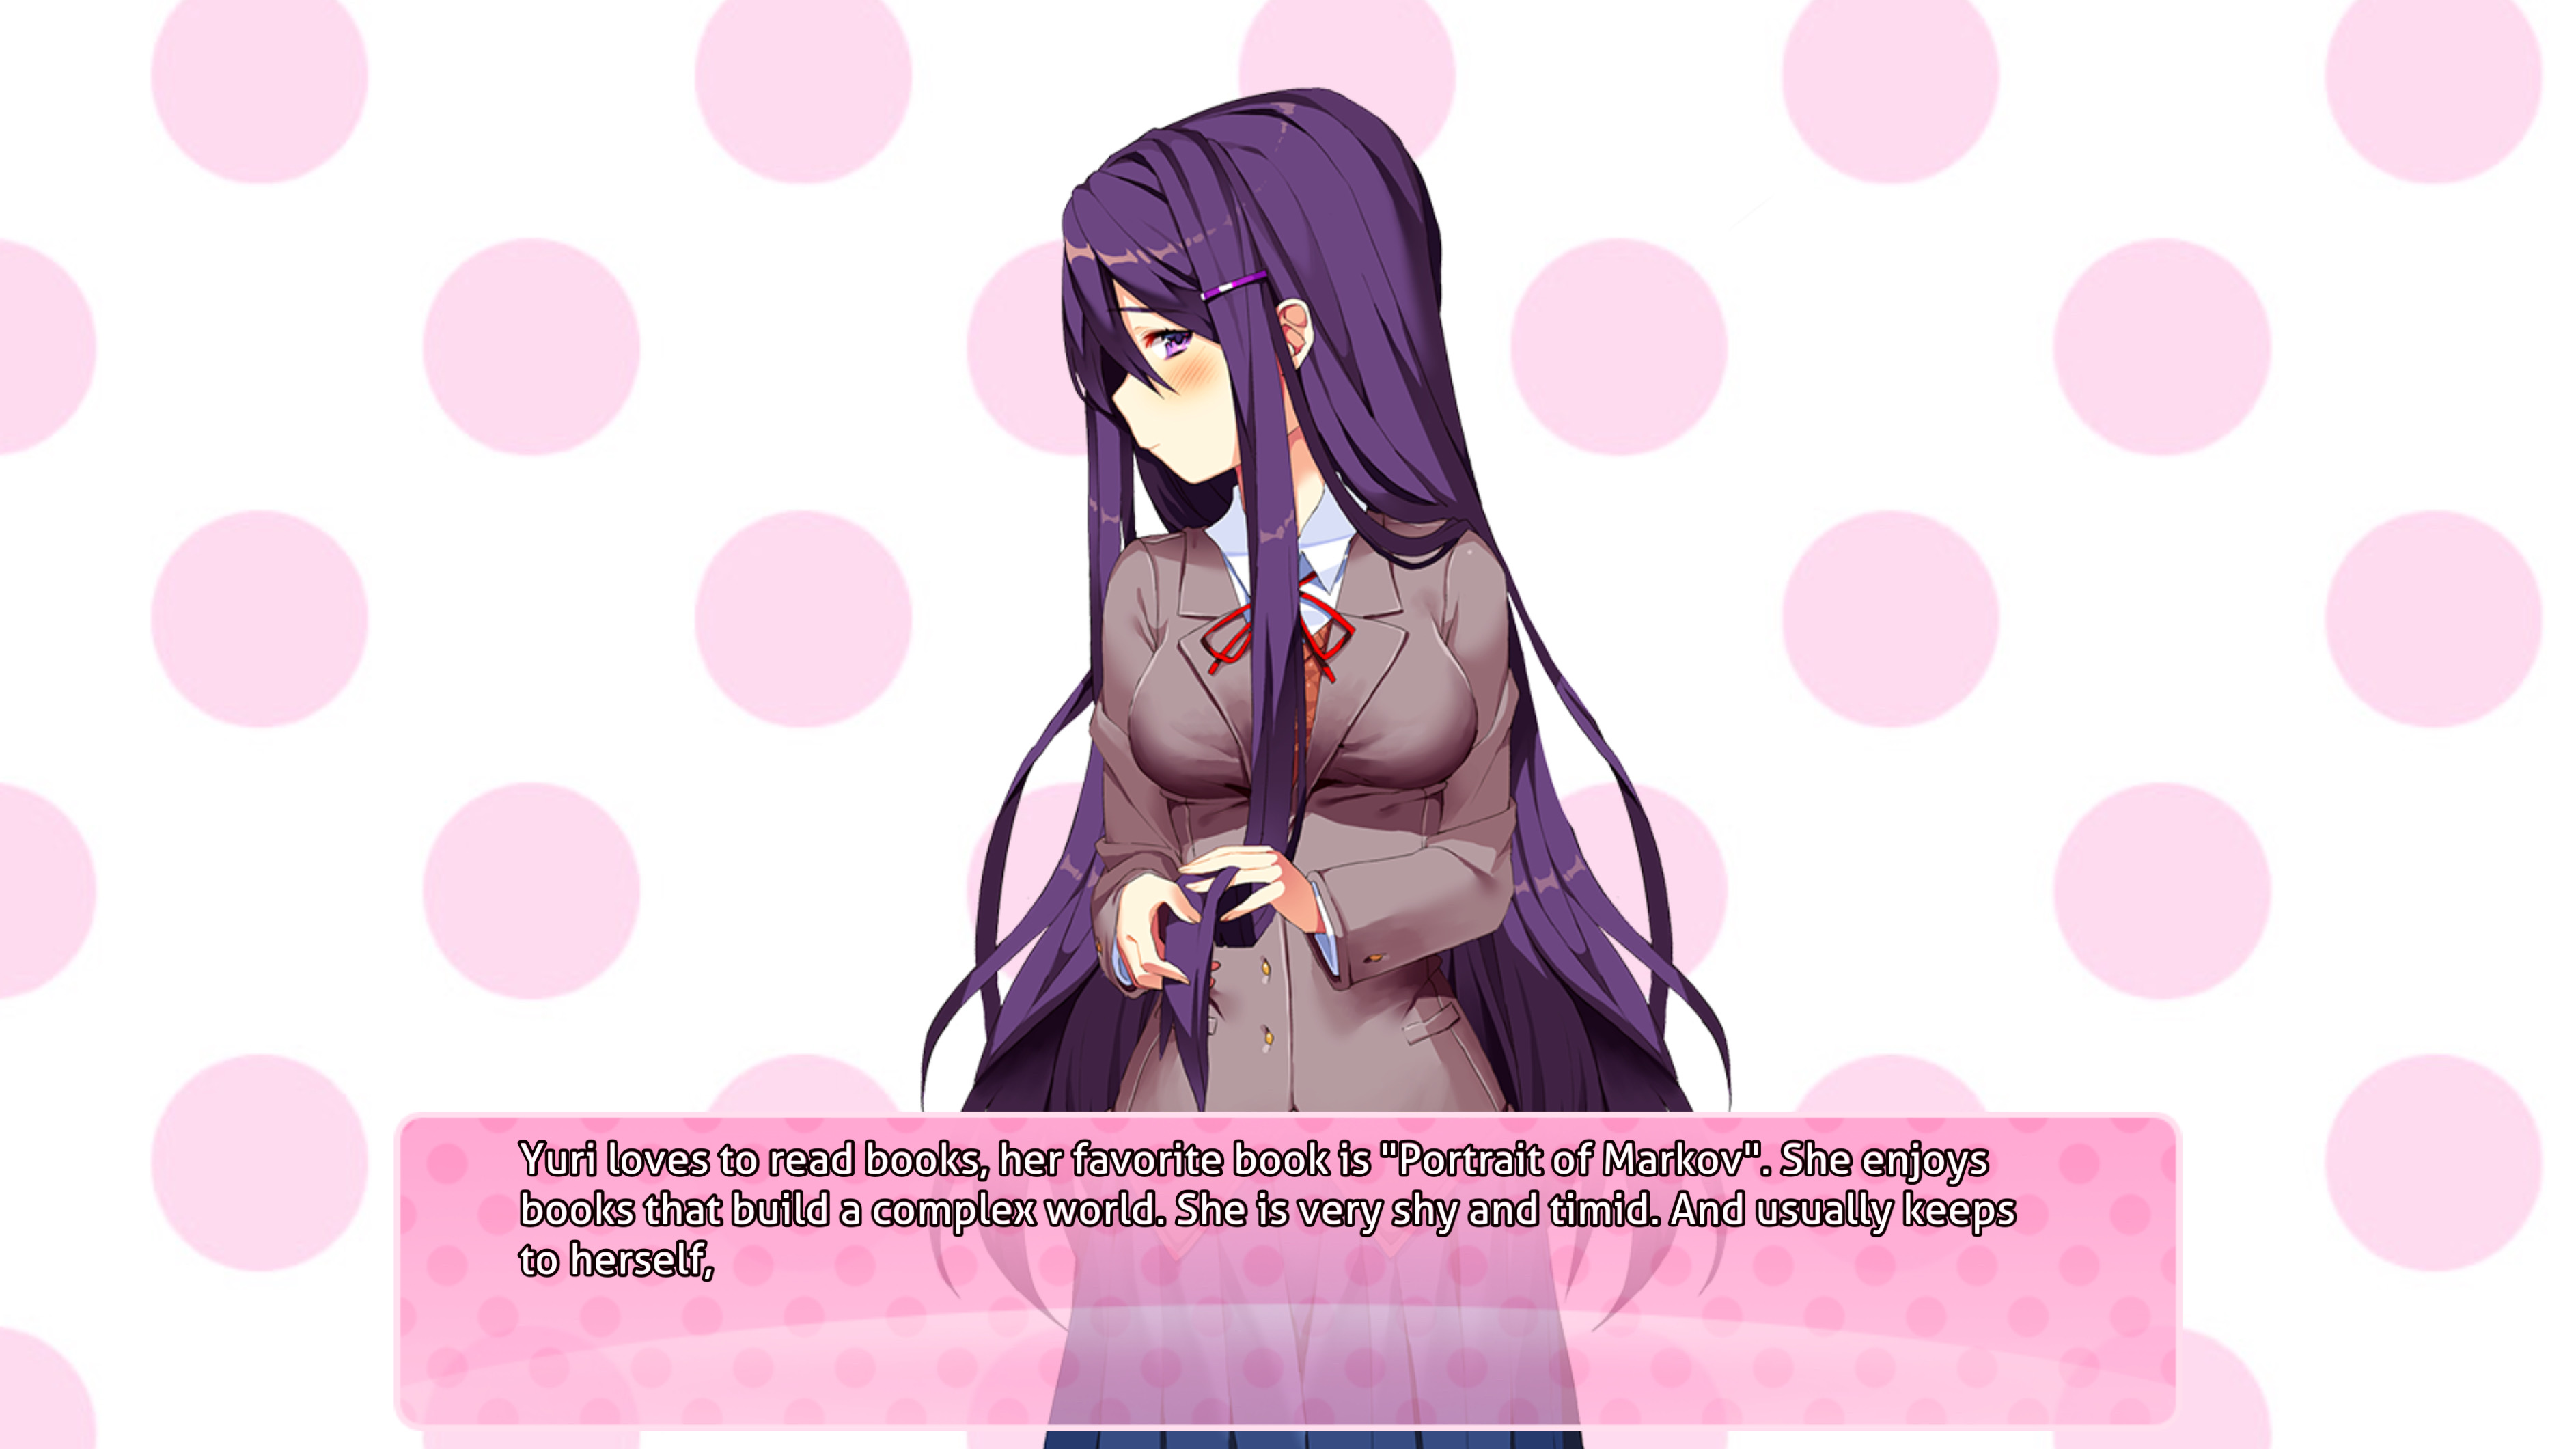 Yuri loves to read books, her favorite book is "Portrait of Markov". She enjoys
books that build a complex world. She is very shy and timid. And usually keeps
to herself,